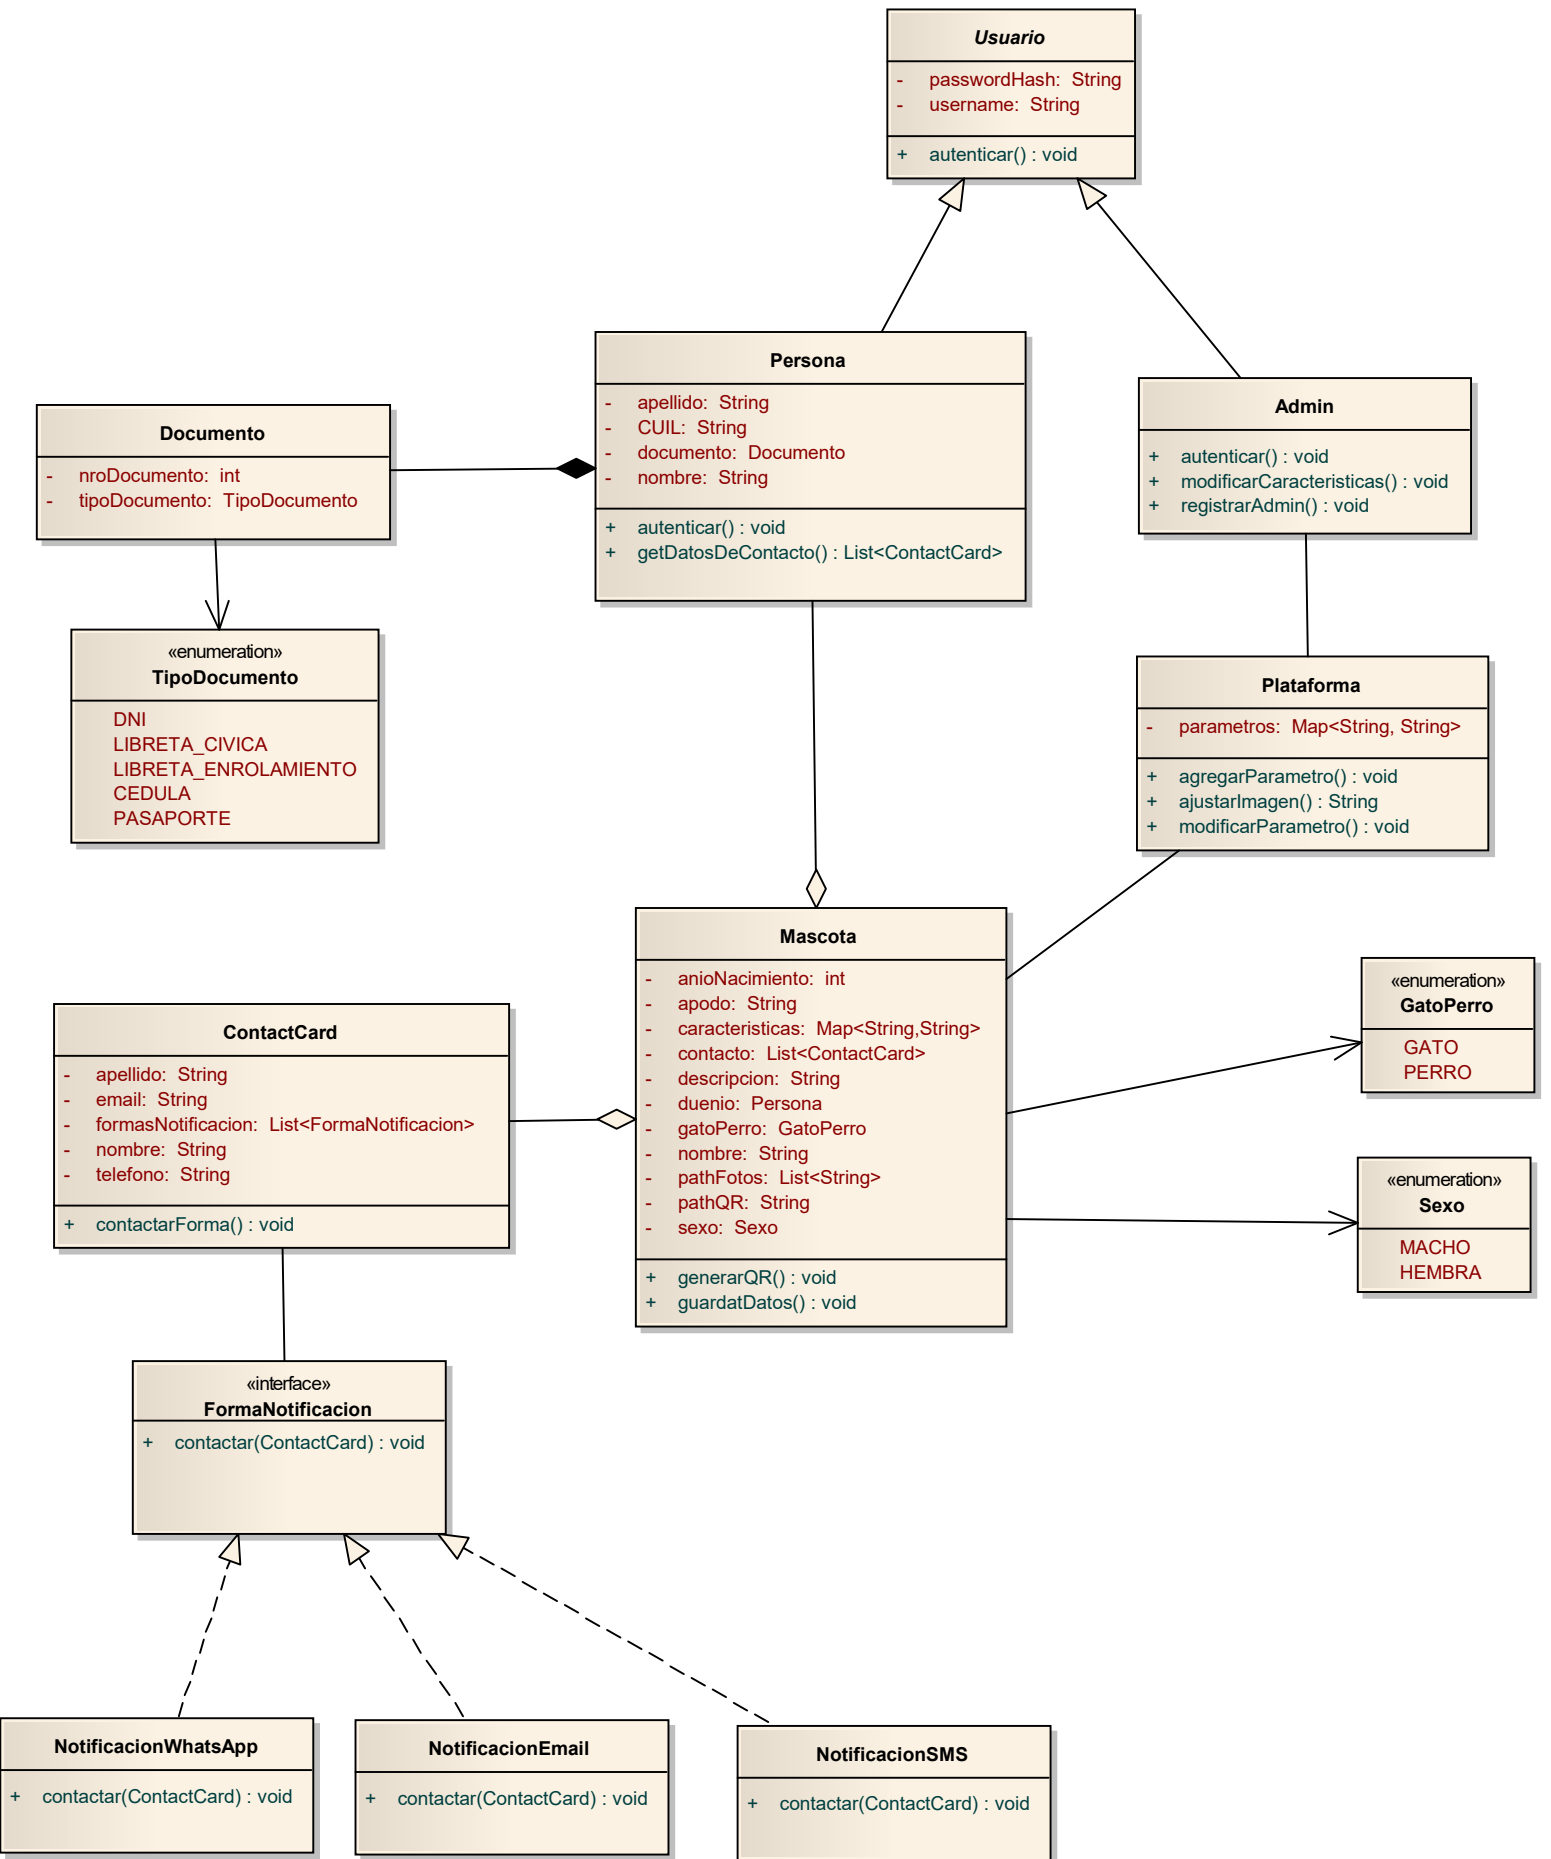 Usuario
- passwordHash: String
- username: String
+ autenticar() : void
Persona
- apellido: String
- CUIL: String
- documento: Documento
- nombre: String
+ autenticar() : void
+ getDatosDeContacto() : List<ContactCard>
Admin
+ autenticar() : void
+ modificarCaracteristicas() : void
+ registrarAdmin() : void
Documento
- nroDocumento: int
- tipoDocumento: TipoDocumento
«enumeration»
TipoDocumento
DNI
LIBRETA_CIVICA
LIBRETA_ENROLAMIENTO
CEDULA
PASAPORTE
Plataforma
- parametros: Map<String, String>
+ agregarParametro() : void
+ ajustarImagen() : String
+ modificarParametro() : void
Mascota
- anioNacimiento: int
- apodo: String
- caracteristicas: Map<String,String>
- contacto: List<ContactCard>
- descripcion: String
- duenio: Persona
- gatoPerro: GatoPerro
- nombre: String
- pathFotos: List<String>
- pathQR: String
- sexo: Sexo
+ generarQR() : void
+ guardatDatos() : void
«enumeration»
GatoPerro
GATO
PERRO
«enumeration»
Sexo
MACHO
HEMBRA
ContactCard
- apellido: String
- email: String
- formasNotificacion: List<FormaNotificacion>
- nombre: String
- telefono: String
+ contactarForma() : void
«interface»
FormaNotificacion
+ contactar(ContactCard) : void
NotificacionWhatsApp
+ contactar(ContactCard) : void
NotificacionEmail
+ contactar(ContactCard) : void
NotificacionSMS
+ contactar(ContactCard) : void